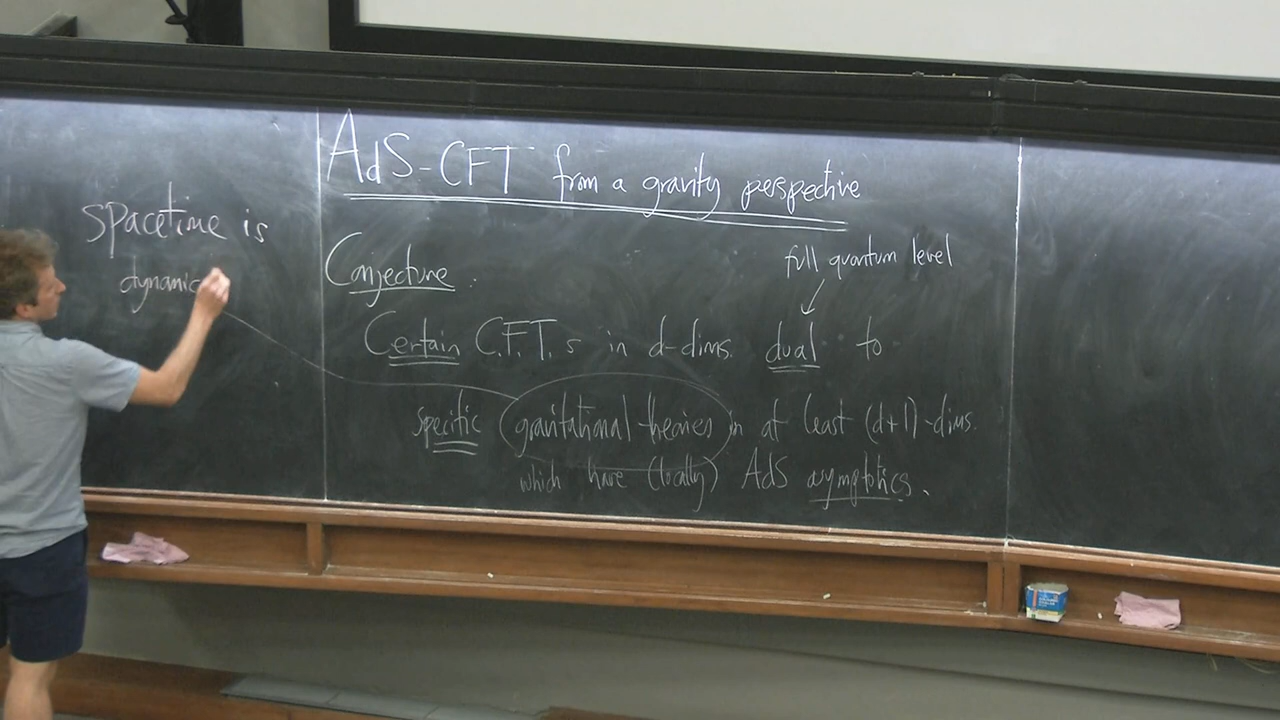 AdS-CFT from a gravity perspective
spacetime is
dynamic
Conjecture.
full quantum level
Certain C.F.T.s in d-dims. dual to
specific gravitational theories in at least (d+1)-dims.
which have (locally) AdS asymptotics.